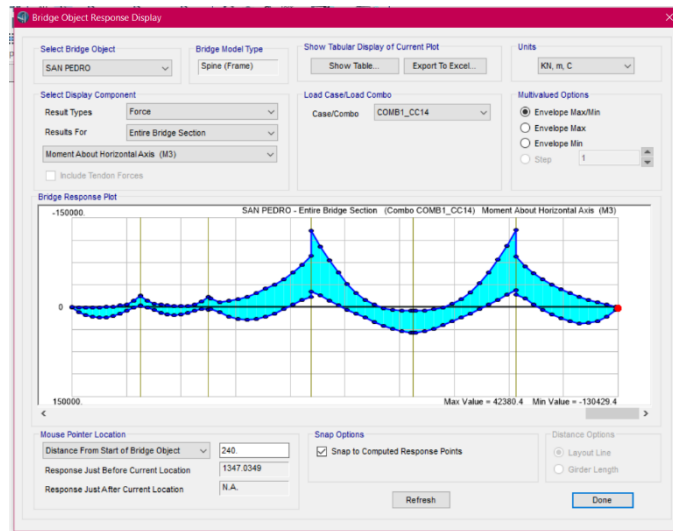 Bridge Object Response Display
Select Bridge Object
SAN PEDRO
Bridge Model Type
Spine (Frame)
Show Tabular Display of Current Plot
Show Table...
Export To Excel...
Units
KN, m, C
Select Display Component
Result Types
Force
Results For
Entire Bridge Section
Moment About Horizontal Axis (M3)
Include Tendon Forces
Load Case/Load Combo
Case/Combo
COMB1_CC14
Multivalued Options
Envelope Max/Min
Envelope Max
Envelope Min
Step
1
Bridge Response Plot
-150000.
SAN PEDRO - Entire Bridge Section (Combo COMB1_CC14) Moment About Horizontal Axis (M3)
0
150000.
Max Value = 42380.4 Min Value = -130429.4
Mouse Pointer Location
Distance From Start of Bridge Object
240.
Response Just Before Current Location
1347.0349
Response Just After Current Location
N.A.
Snap Options
Snap to Computed Response Points
Distance Options
Layout Line
Girder Length
Refresh
Done